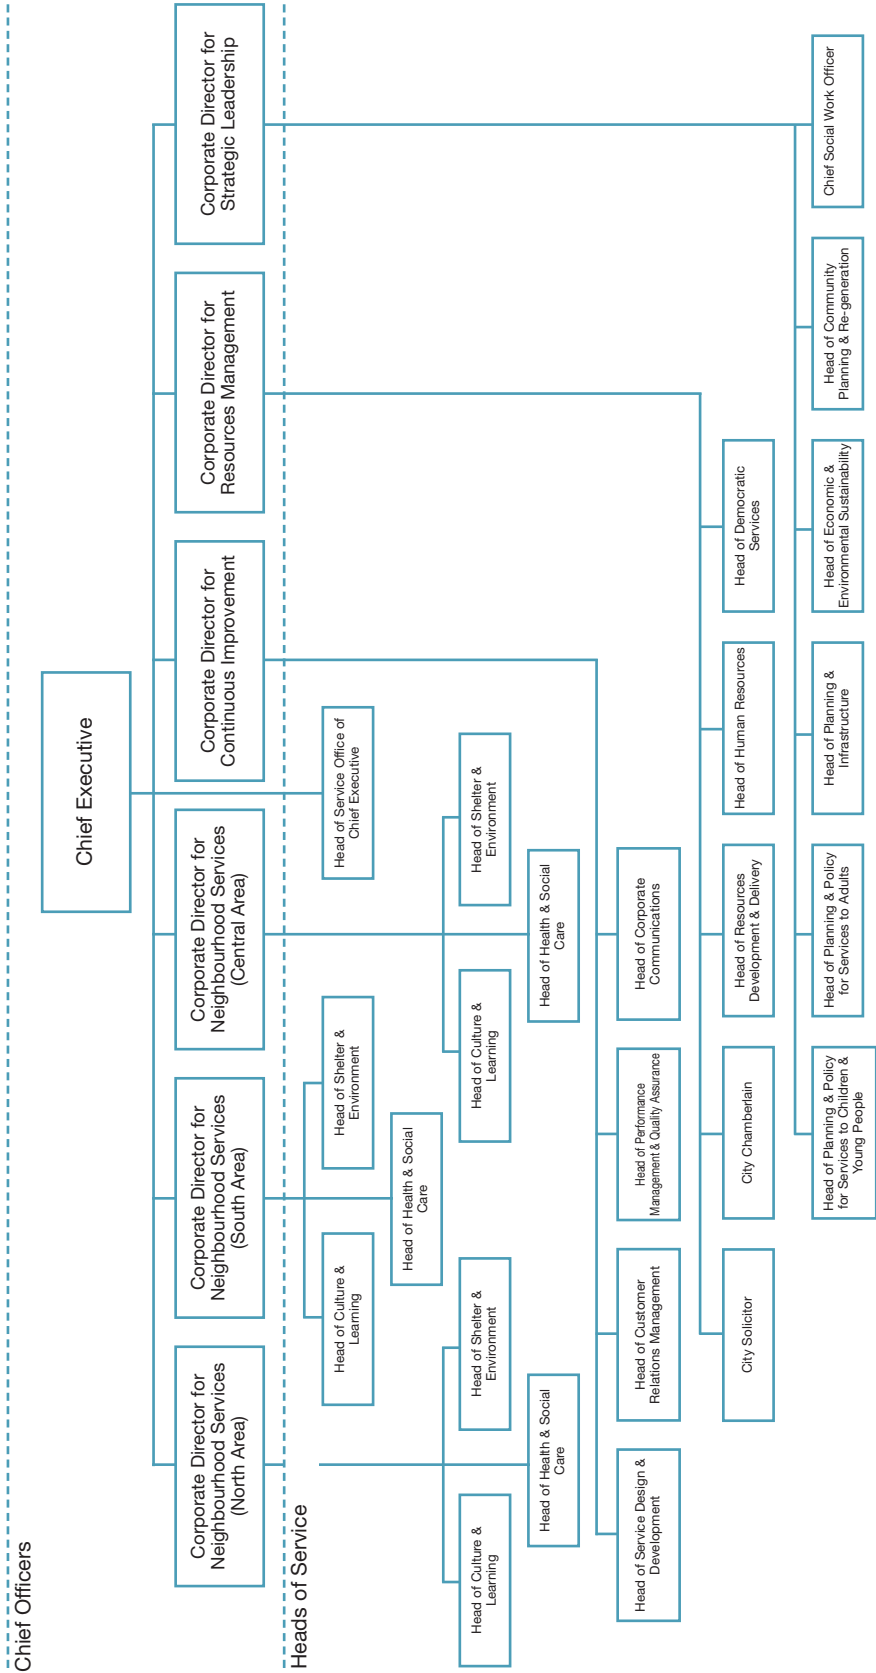 Chief Officers
Chief Executive
Corporate Director for
Neighbourhood Services
(North Area)
Corporate Director for
Neighbourhood Services
(South Area)
Corporate Director for
Neighbourhood Services
(Central Area)
Corporate Director for
Continuous Improvement
Corporate Director for
Resources Management
Corporate Director for
Strategic Leadership
Heads of Service
Head of Culture &
Learning
Head of Shelter &
Environment
Head of Service Office of
Chief Executive
Head of Health & Social
Care
Head of Culture &
Learning
Head of Shelter &
Environment
Head of Culture &
Learning
Head of Shelter &
Environment
Head of Health & Social
Care
Head of Health & Social
Care
Head of Service Design &
Development
Head of Customer
Relations Management
Head of Performance
Management & Quality Assurance
Head of Corporate
Communications
City Solicitor
City Chamberlain
Head of Resources
Development & Delivery
Head of Human Resources
Head of Democratic
Services
Head of Planning & Policy
for Services to Children &
Young People
Head of Planning & Policy
for Services to Adults
Head of Planning &
Infrastructure
Head of Economic &
Environmental Sustainability
Head of Community
Planning & Re-generation
Chief Social Work Officer